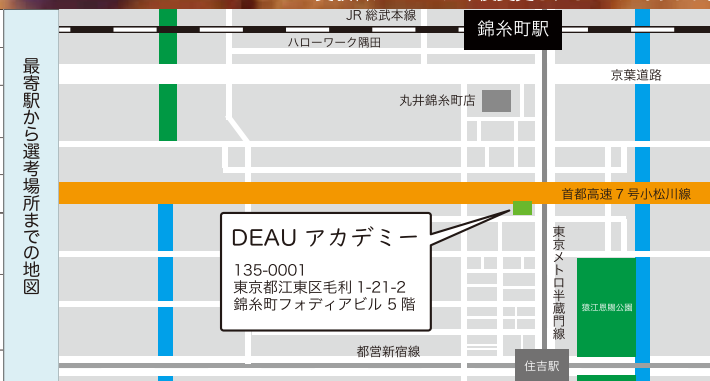 JR 総武本線
錦糸町駅
ハローワーク隅田
京葉道路
丸井錦糸町店
最寄駅から選考場所までの地図
首都高速 7 号小松川線
DEAU アカデミー
135-0001
東京都江東区毛利 1-21-2
錦糸町フォディアビル 5 階
東京メトロ半蔵門線
猿江恩賜公園
都営新宿線
住吉駅